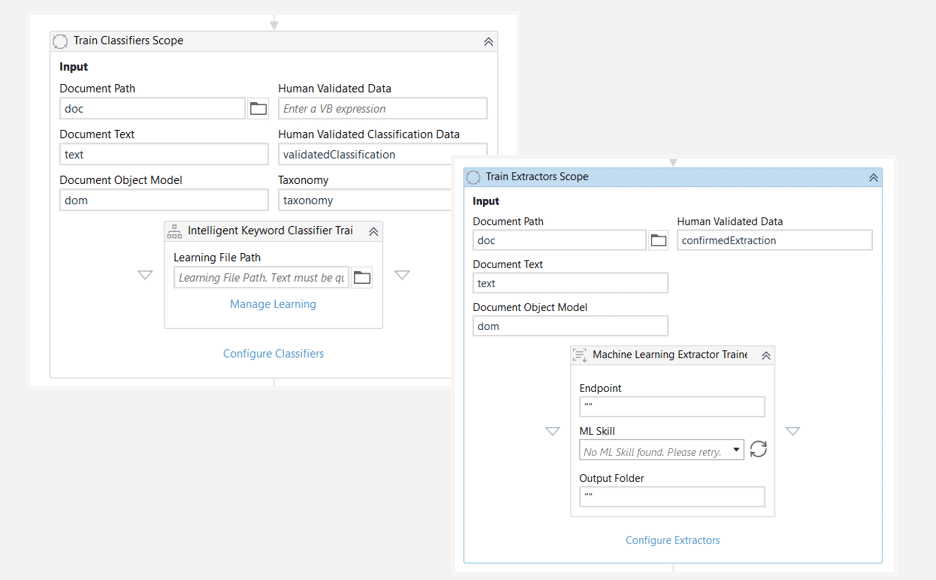 Train Classifiers Scope
Input
Document Path
Human Validated Data
doc
Enter a VB expression
Document Text
Human Validated Classification Data
text
validatedClassification
Document Object Model
Taxonomy
dom
taxonomy
Intelligent Keyword Classifier Trai
Learning File Path
Learning File Path. Text must be qu
Manage Learning
Configure Classifiers
Train Extractors Scope
Input
Document Path
Human Validated Data
doc
confirmedExtraction
Document Text
text
Document Object Model
dom
Machine Learning Extractor Traine
Endpoint
""
ML Skill
No ML Skill found. Please retry.
Output Folder
""
Configure Extractors